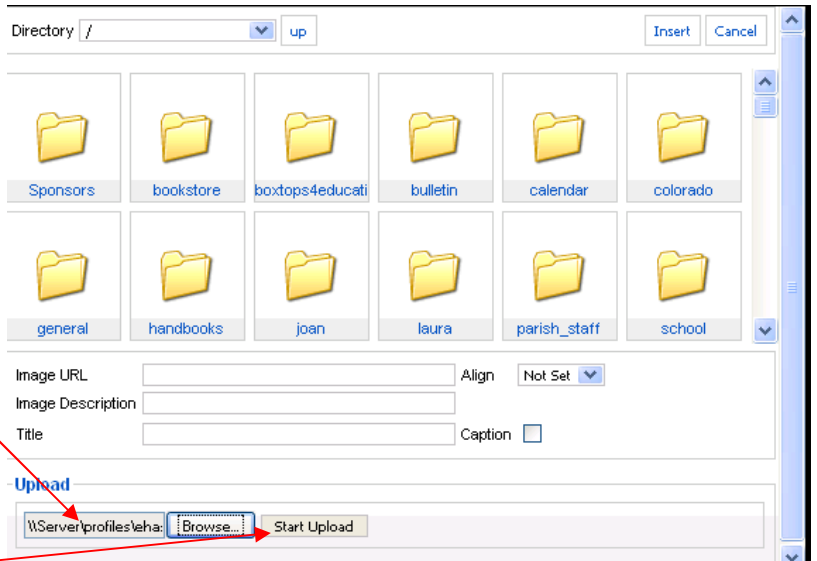 Directory / up Insert Cancel
Sponsors bookstore boxtops4educati bulletin calendar colorado
general handbooks joan laura parish_staff school
Image URL Align Not Set
Image Description
Title Caption
Upload
\\Server\profiles\eha: Browse... Start Upload